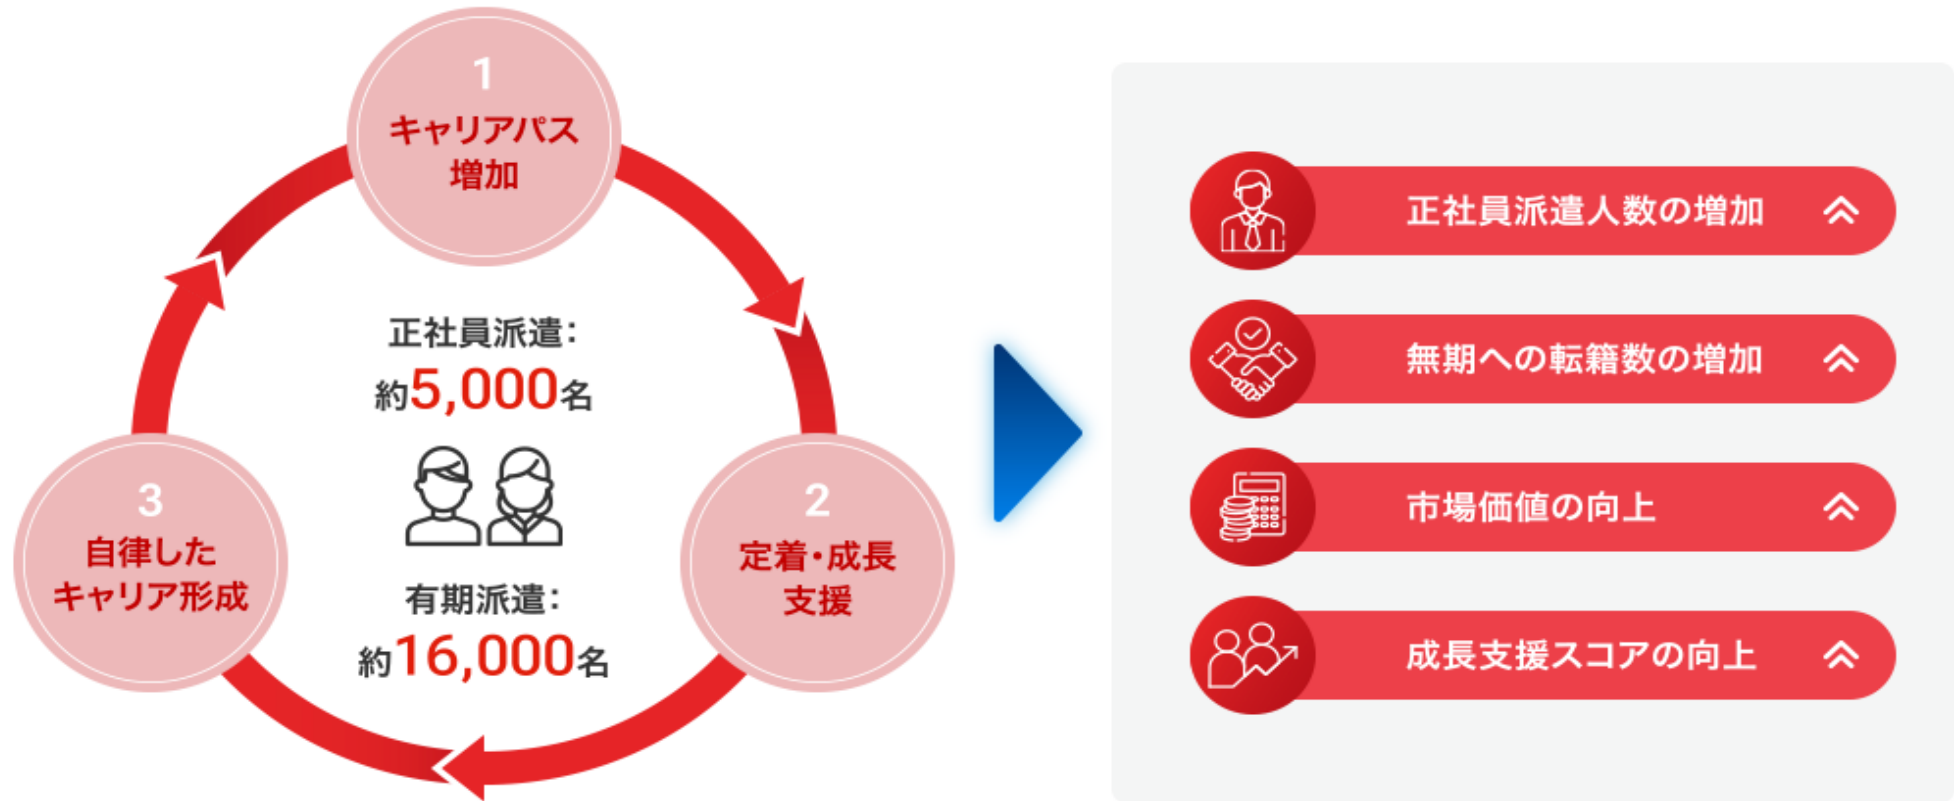 1
キャリアパス
増加
正社員派遣：
約5,000名
有期派遣：
約16,000名
2
定着・成長
支援
3
自律した
キャリア形成
正社員派遣人数の増加
無期への転籍数の増加
市場価値の向上
成長支援スコアの向上